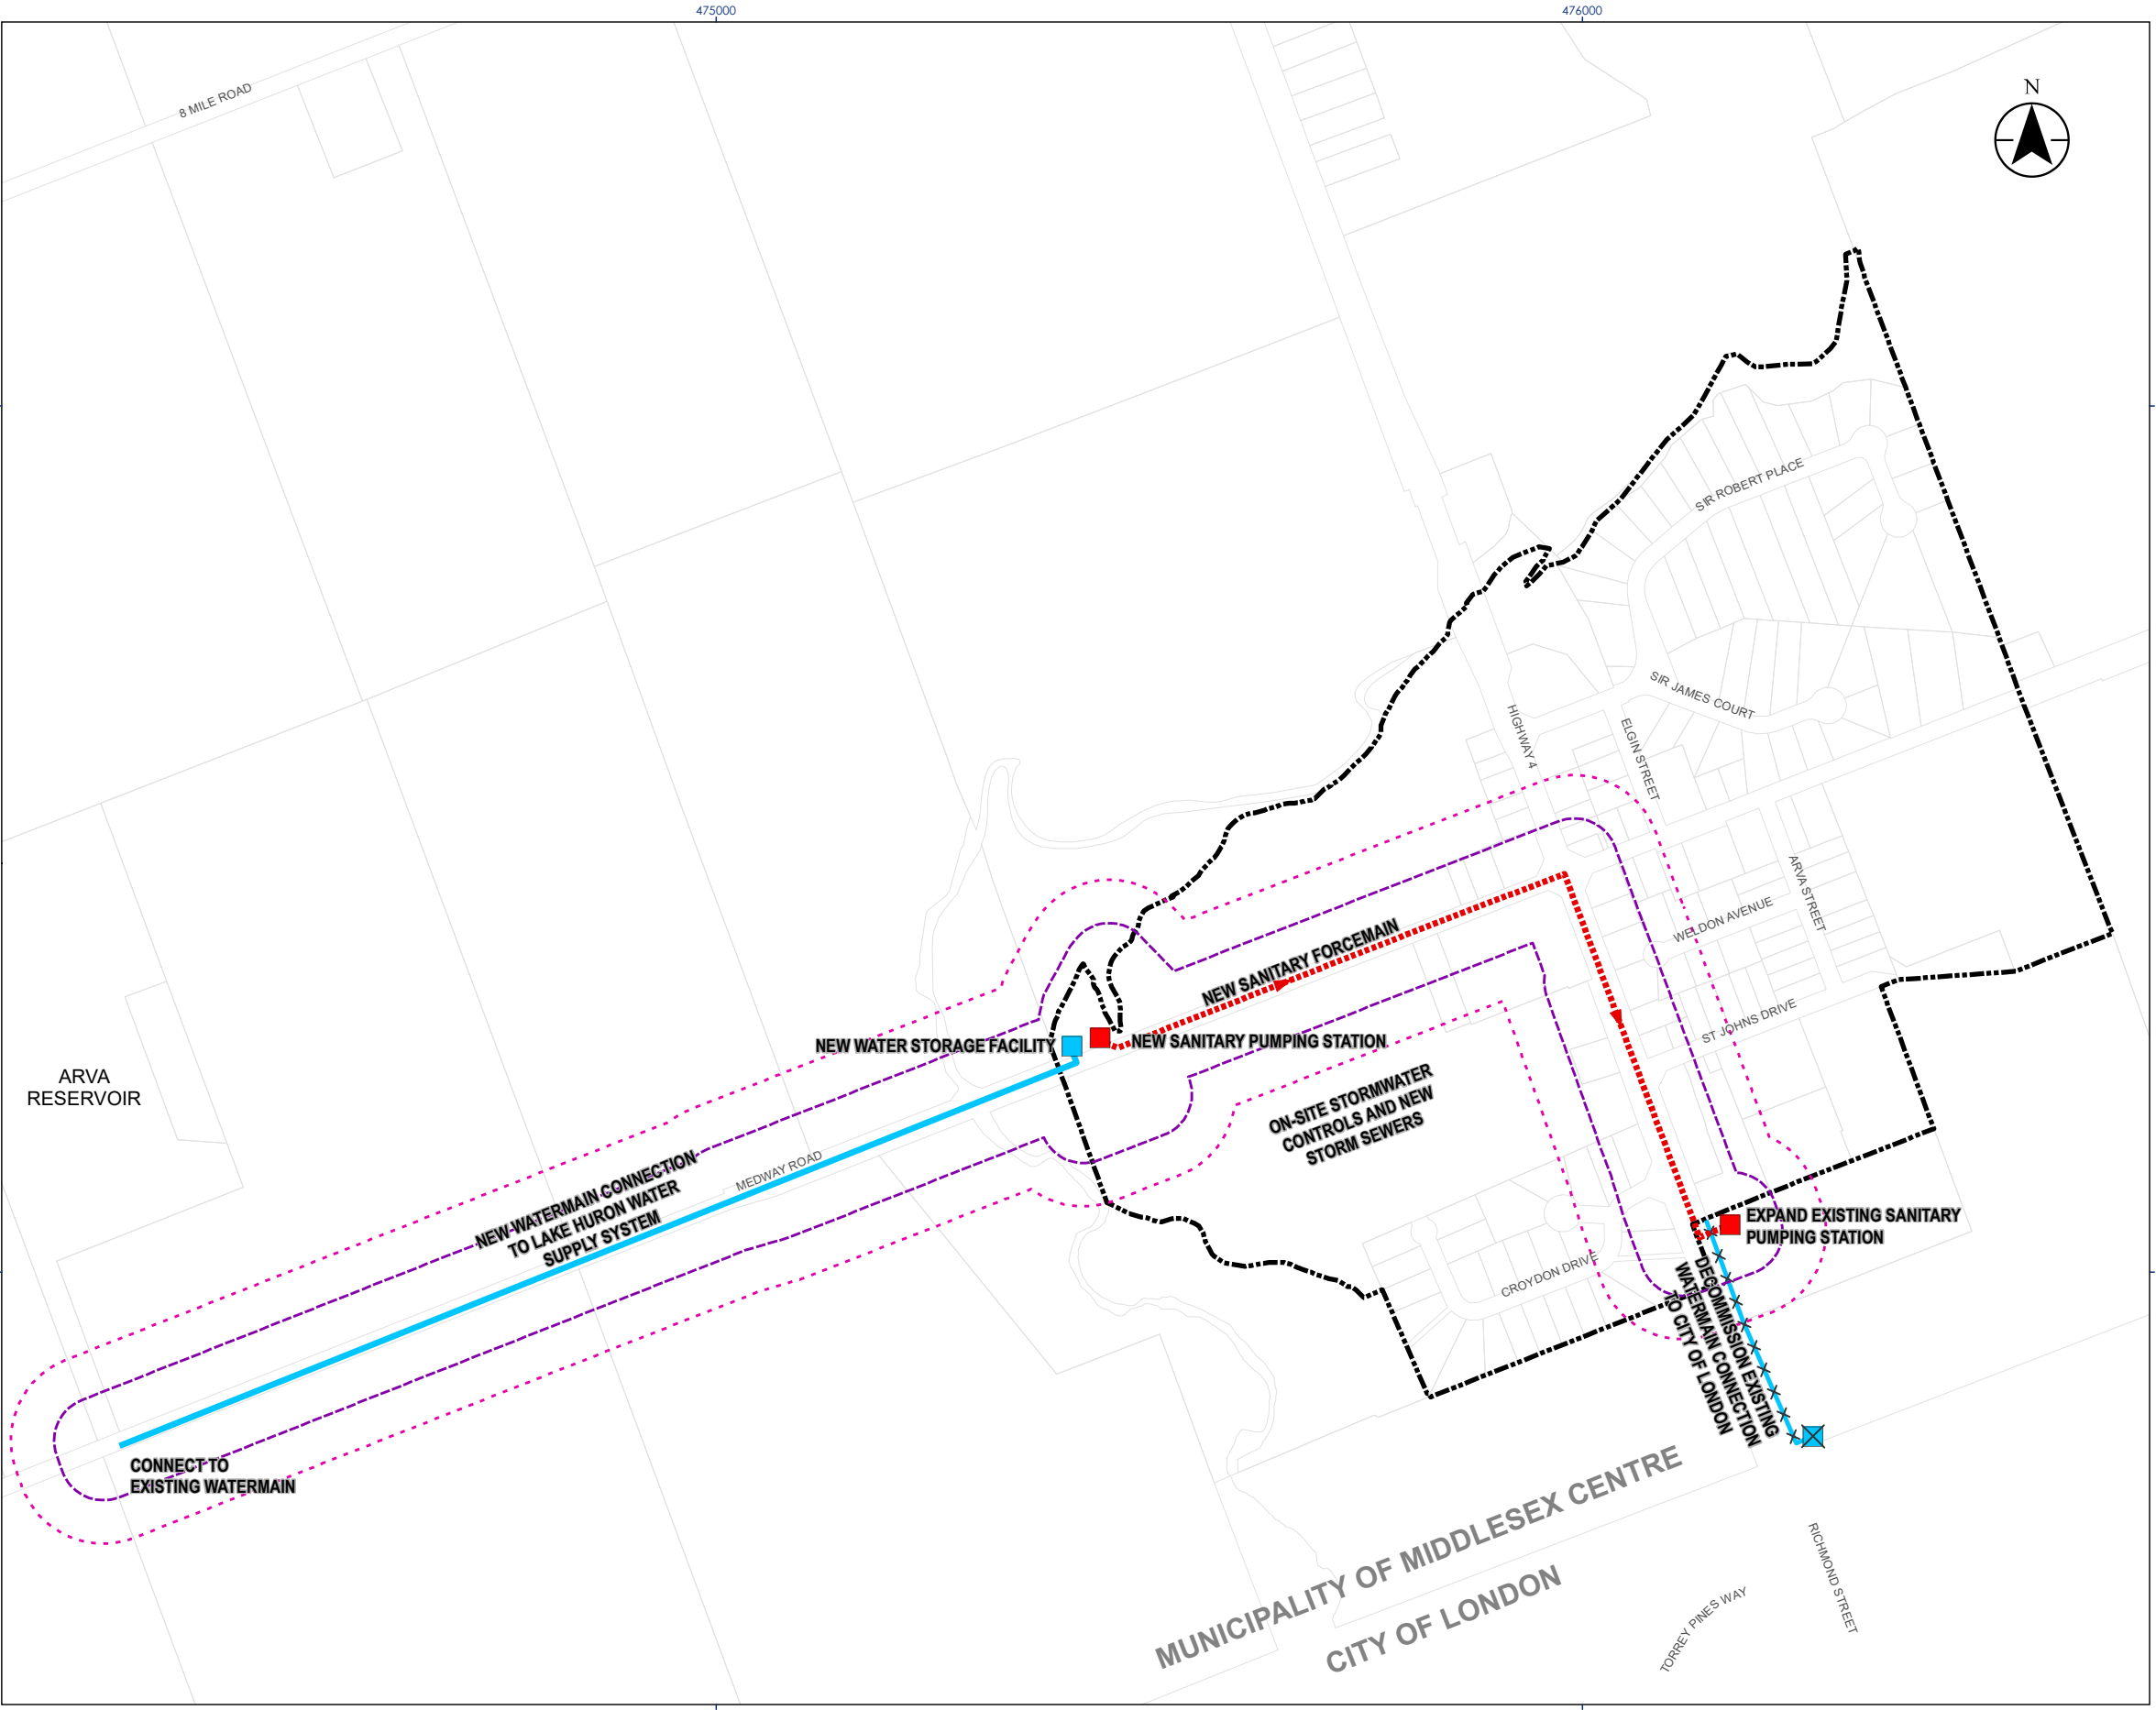 475000
476000
8 MILE ROAD
N
SIR ROBERT PLACE
SIR JAMES COURT
HIGHWAY 4
ELGIN STREET
ARVA STREET
WELDON AVENUE
ST JOHNS DRIVE
NEW SANITARY FORCEMAIN
NEW WATER STORAGE FACILITY
NEW SANITARY PUMPING STATION
ARVA
RESERVOIR
ON-SITE STORMWATER
CONTROLS AND NEW
STORM SEWERS
NEW WATERMAIN CONNECTION
TO LAKE HURON WATER
SUPPLY SYSTEM
MEDWAY ROAD
EXPAND EXISTING SANITARY
PUMPING STATION
CROYDON DRIVE
DECOMMISSION EXISTING
WATERMAIN CONNECTION
TO CITY OF LONDON
CONNECT TO
EXISTING WATERMAIN
MUNICIPALITY OF MIDDLESEX CENTRE
CITY OF LONDON
RICHMOND STREET
TORREY PINES WAY